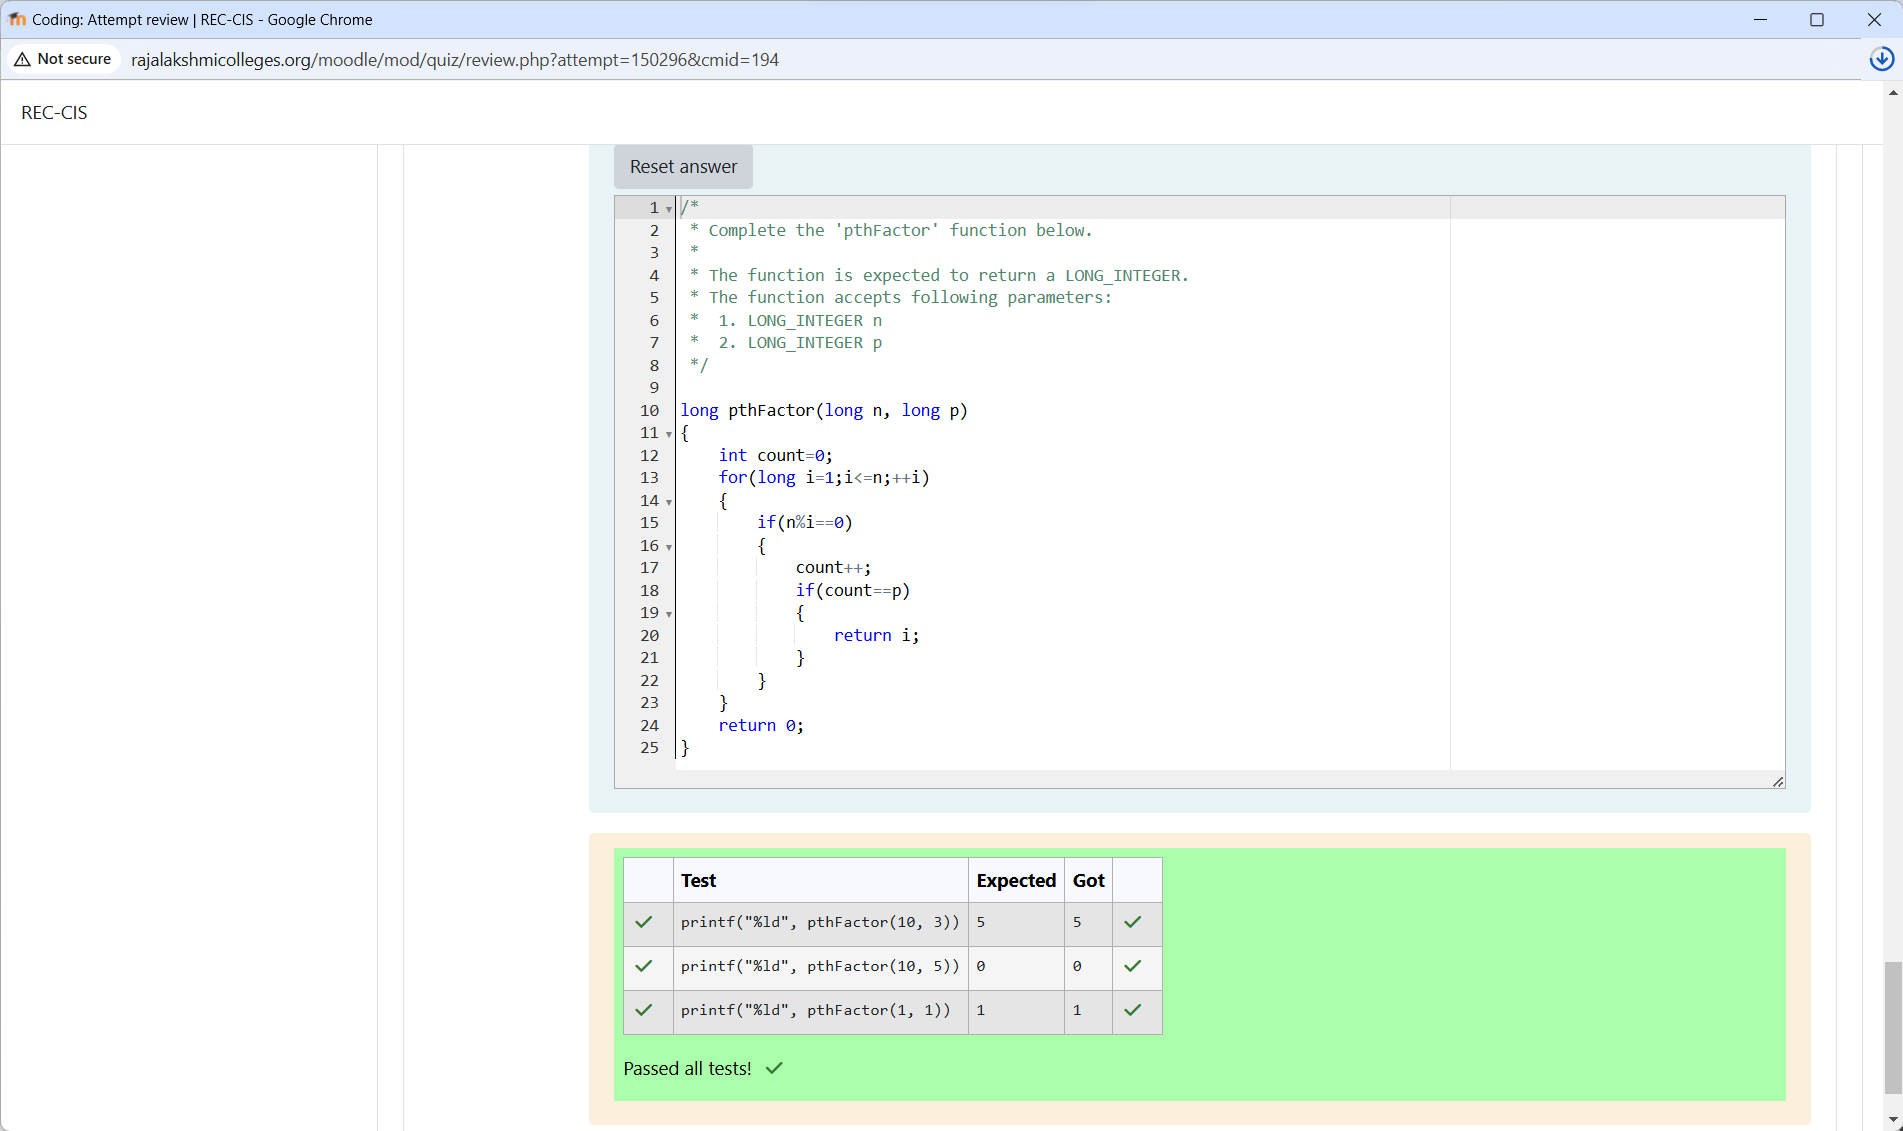 Coding: Attempt review | REC-CIS - Google Chrome
Not secure rajalakshmicolleges.org/moodle/mod/quiz/review.php?attempt=150296&cmid=194
REC-CIS
Reset answer
1 /*
2  * Complete the 'pthFactor' function below.
3  *
4  * The function is expected to return a LONG_INTEGER.
5  * The function accepts following parameters:
6  *  1. LONG_INTEGER n
7  *  2. LONG_INTEGER p
8  */
9
10 long pthFactor(long n, long p)
11 {
12     int count=0;
13     for(long i=1;i<=n;++i)
14     {
15         if(n%i==0)
16         {
17             count++;
18             if(count==p)
19             {
20                 return i;
21             }
22         }
23     }
24     return 0;
25 }
Test Expected Got
printf("%ld", pthFactor(10, 3)) 5 5
printf("%ld", pthFactor(10, 5)) 0 0
printf("%ld", pthFactor(1, 1)) 1 1
Passed all tests!